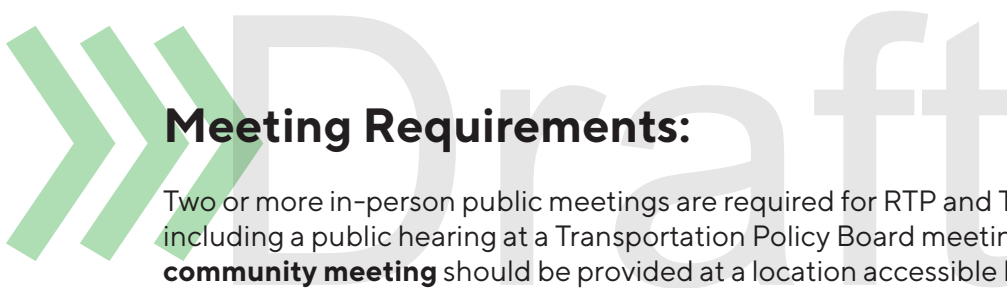 Draft
Meeting Requirements:
Two or more in-person public meetings are required for RTP and
including a public hearing at a Transportation Policy Board
community meeting should be provided at a location accessible